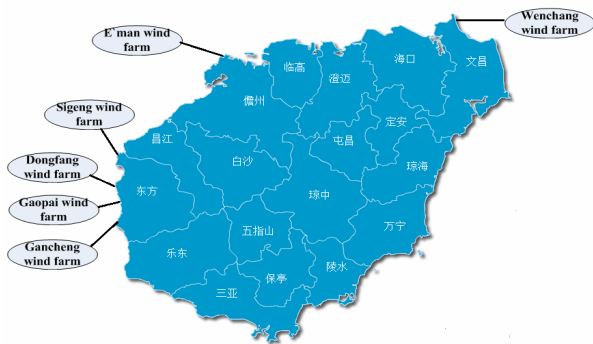 Wenchang
wind farm
E`man wind
farm
临高
澄迈
海口
文昌
儋州
Sigeng wind
farm
定安
昌江
屯昌
白沙
琼海
Dongfang
wind farm
东方
琼中
Gaopai wind
farm
万宁
五指山
Gancheng
wind farm
乐东
陵水
保亭
三亚